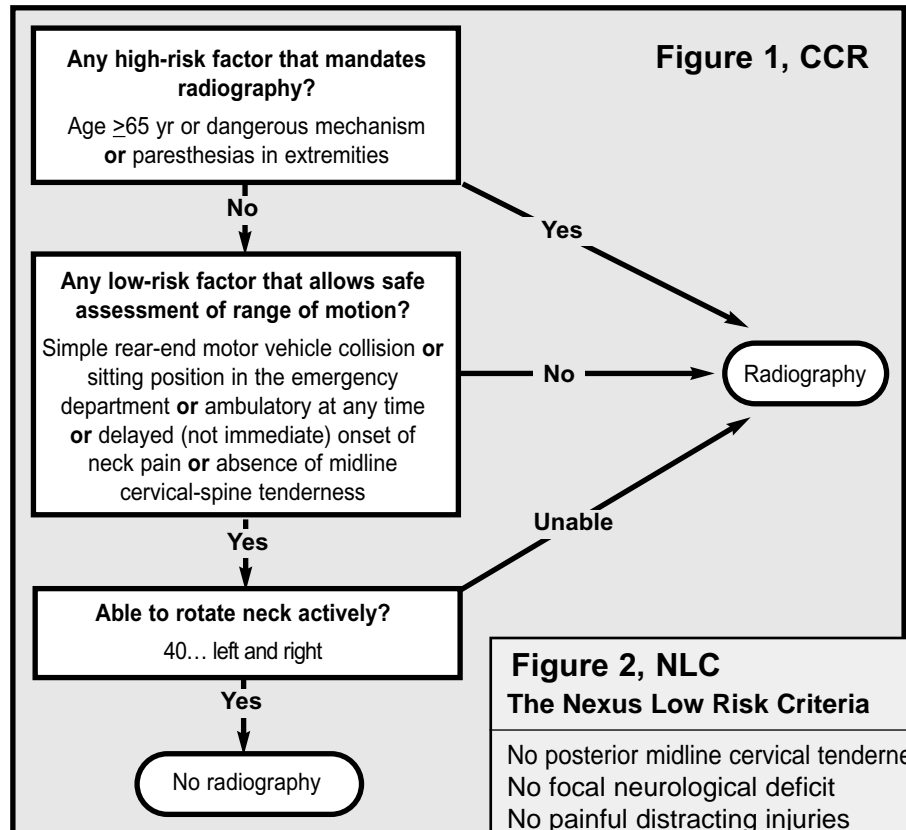 Figure 1, CCR
Any high-risk factor that mandates
radiography?
Age ≥65 yr or dangerous mechanism
or paresthesias in extremities
No
Yes
Any low-risk factor that allows safe
assessment of range of motion?
Simple rear-end motor vehicle collision or
sitting position in the emergency
department or ambulatory at any time
or delayed (not immediate) onset of
neck pain or absence of midline
cervical-spine tenderness
No
Radiography
Yes
Unable
Able to rotate neck actively?
40… left and right
Yes
No radiography
Figure 2, NLC
The Nexus Low Risk Criteria
No posterior midline cervical tenderne
No focal neurological deficit
No painful distracting injuries